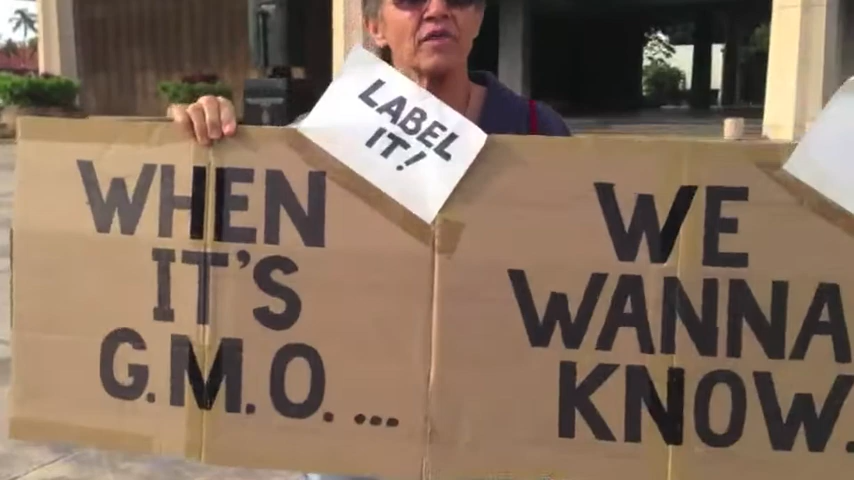 LABEL
IT!
WHEN
IT'S
G.M.O. ....
WE
WANNA
KNOW.